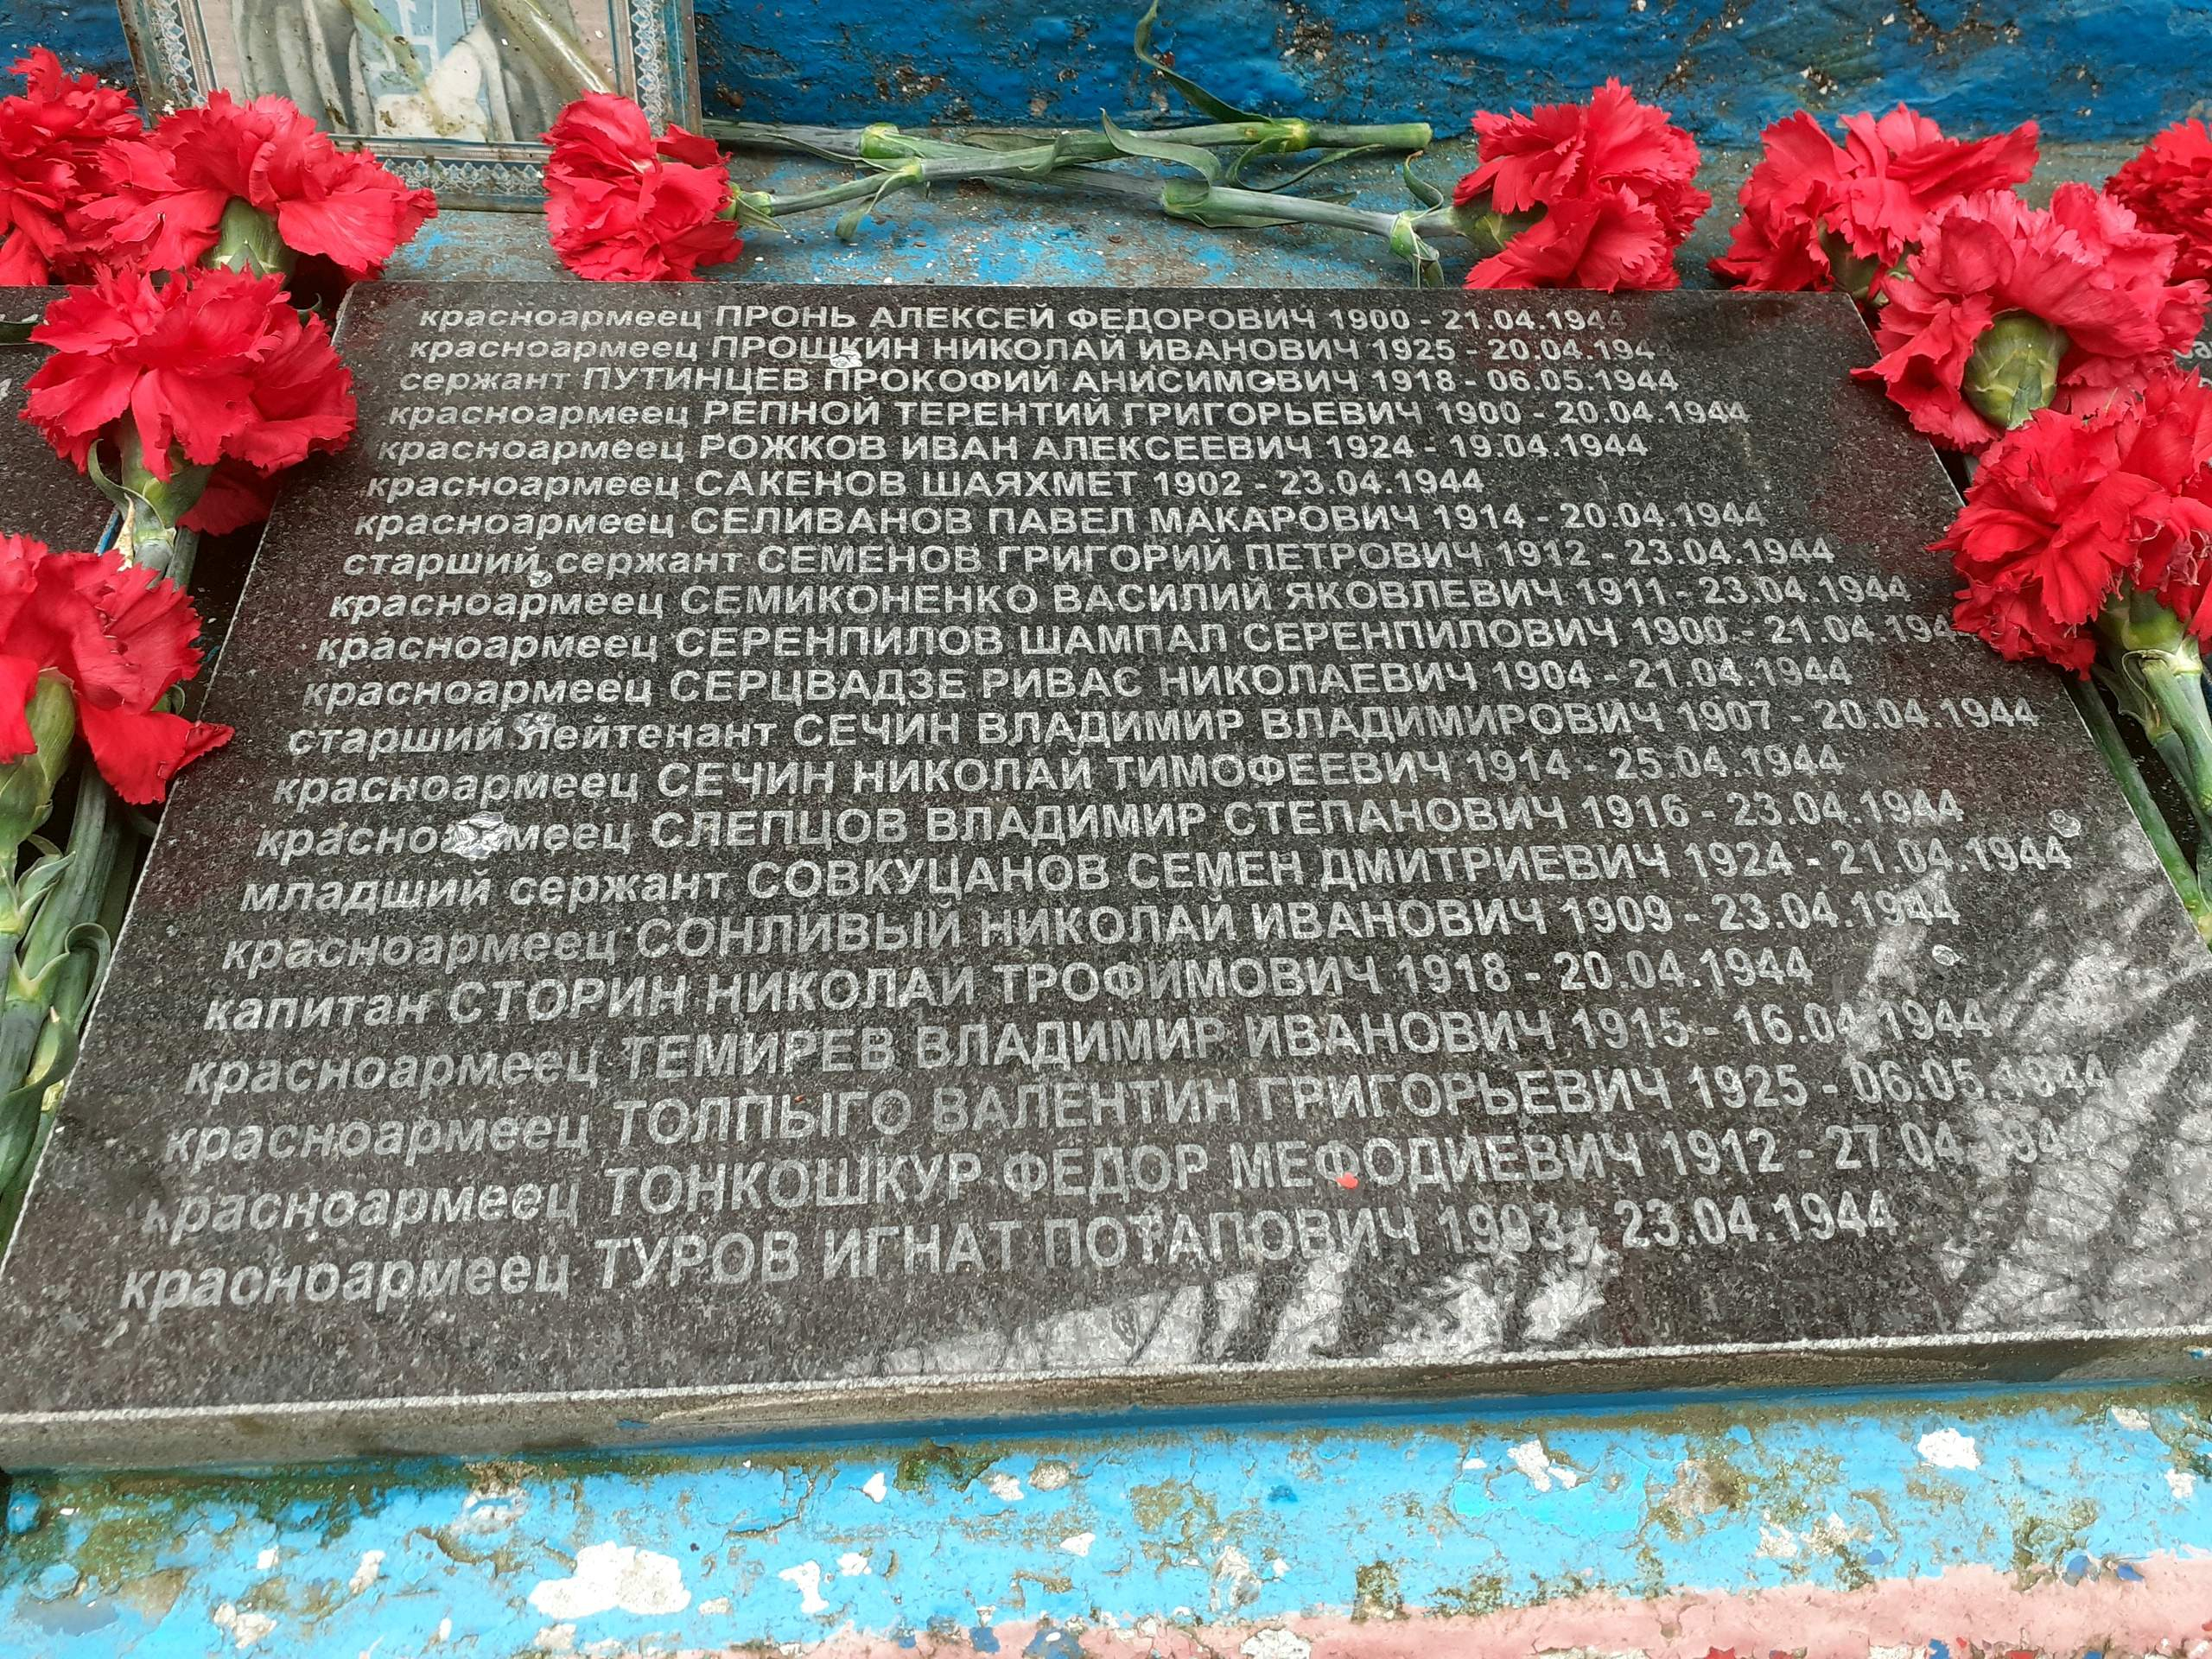 красноармеец ПРОНЬ АЛЕКСЕЙ ФЕДОРОВИЧ 1900 - 21.04.1944
красноармеец ПРОШКИН НИКОЛАЙ ИВАНОВИЧ 1925 - 20.04.194
сержант ПУТИНЦЕВ ПРОКОФИЙ АНИСИМОВИЧ 1918 - 06.05.1944
красноармеец РЕПНОЙ ТЕРЕНТИЙ ГРИГОРЬЕВИЧ 1900 - 20.04.1944
красноармеец РОЖКОВ ИВАН АЛЕКСЕЕВИЧ 1924 - 19.04.1944
красноармеец САКЕНОВ ШАЯХМЕТ 1902 - 23.04.1944
красноармеец СЕЛИВАНОВ ПАВЕЛ МАКАРОВИЧ 1914 - 20.04.1944
старший сержант СЕМЕНОВ ГРИГОРИЙ ПЕТРОВИЧ 1912 - 23.04.1944
красноармеец СЕМИКОНЕНКО ВАСИЛИЙ ЯКОВЛЕВИЧ 1911 - 23.04.1944
красноармеец СЕРЕНПИЛОВ ШАМПАЛ СЕРЕНПИЛОВИЧ 1900 - 21.04.1944
красноармеец СЕРЦВАДЗЕ РИВАС НИКОЛАЕВИЧ 1904 - 21.04.1944
старший лейтенант СЕЧИН ВЛАДИМИР ВЛАДИМИРОВИЧ 1907 - 20.04.1944
красноармеец СЕЧИН НИКОЛАЙ ТИМОФЕЕВИЧ 1914 - 25.04.1944
красноармеец СЛЕПЦОВ ВЛАДИМИР СТЕПАНОВИЧ 1916 - 23.04.1944
младший сержант СОВКУЦАНОВ СЕМЕН ДМИТРИЕВИЧ 1924 - 21.04.1944
красноармеец СОНЛИВЫЙ НИКОЛАЙ ИВАНОВИЧ 1909 - 23.04.1944
капитан СТОРИН НИКОЛАЙ ТРОФИМОВИЧ 1918 - 20.04.1944
красноармеец ТЕМИРЕВ ВЛАДИМИР ИВАНОВИЧ 1915 - 16.04.1944
красноармеец ТОЛПЫГО ВАЛЕНТИН ГРИГОРЬЕВИЧ 1925 - 06.05.1944
красноармеец ТОНКОШКУР ФЕДОР МЕФОДИЕВИЧ 1912 - 27.04.194
красноармеец ТУРОВ ИГНАТ ПОТАПОВИЧ 1903 - 23.04.1944